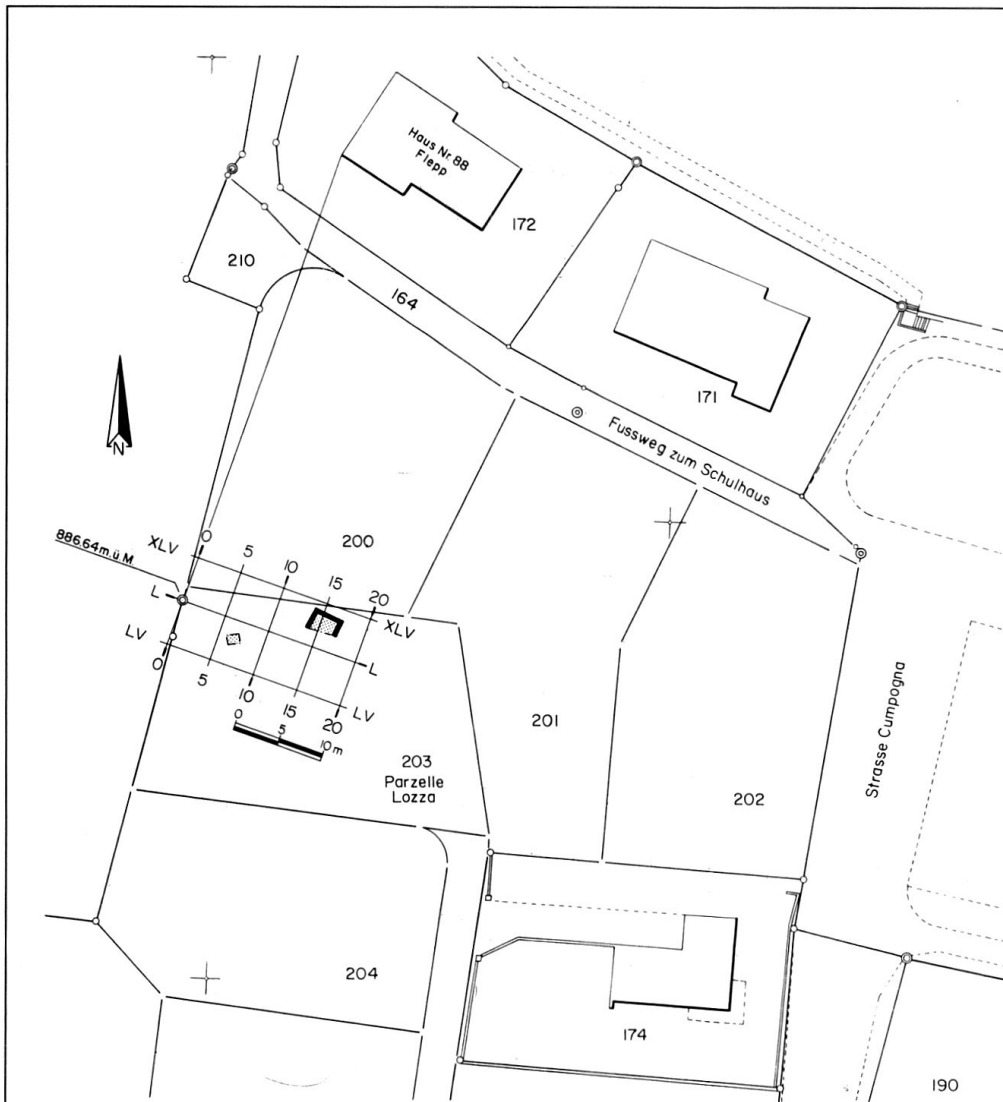 Haus Nr. 88
Flepp
172
210
164
171
Fussweg zum Schulhaus
N
886.64 m.ü.M
XLV
0
5
10
15
20
XLV
200
L
L
LV
0
5
10
15
20
LV
0
5
10 m
203
Parzelle
Lozza
201
202
Strasse Cumpogna
204
174
190